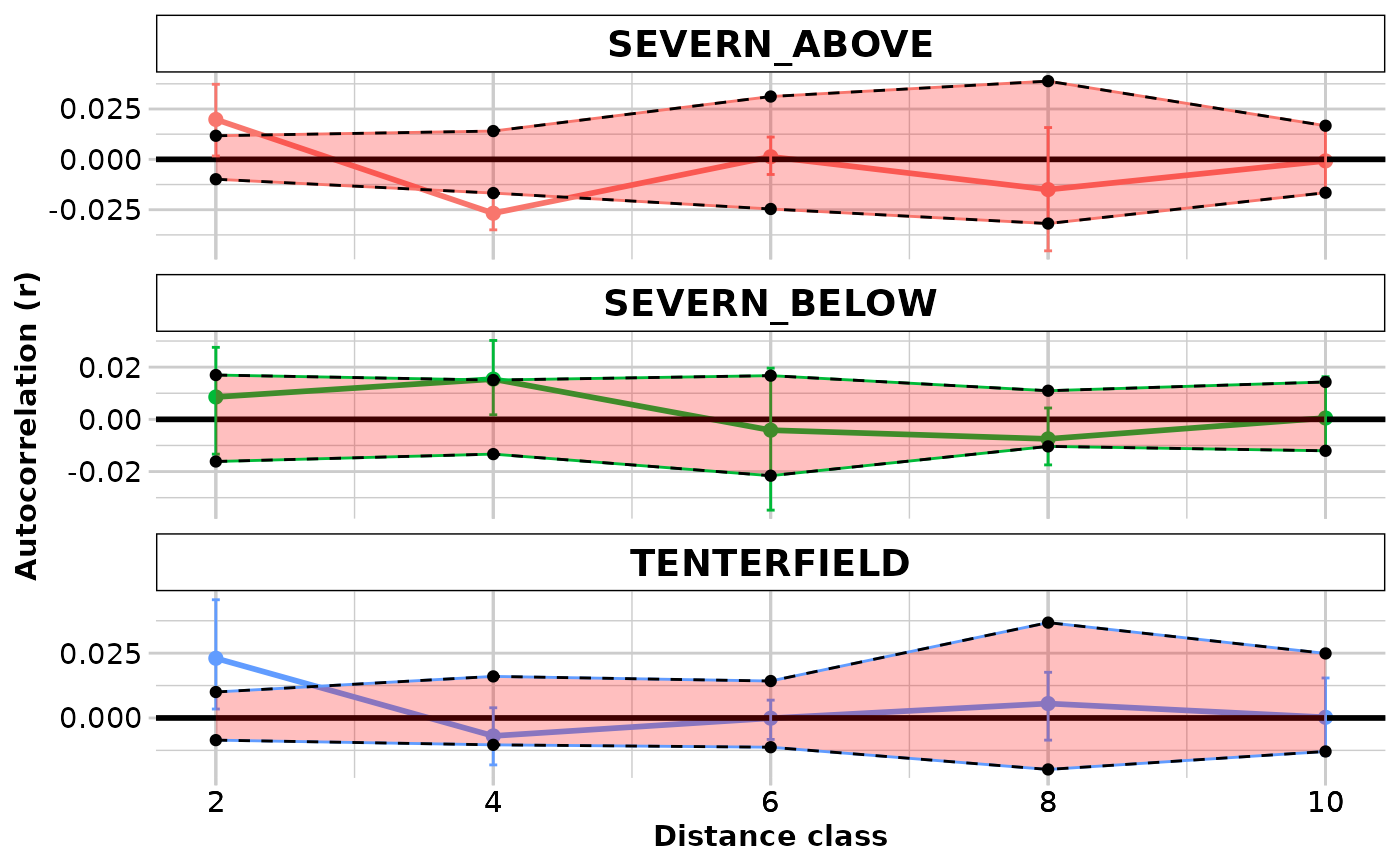 SEVERN_ABOVE
0.025
0.000
-0.025
SEVERN_BELOW
0.02
0.00
-0.02
TENTERFIELD
0.025
0.000
2 4 6 8 10
Distance class
Autocorrelation (r)